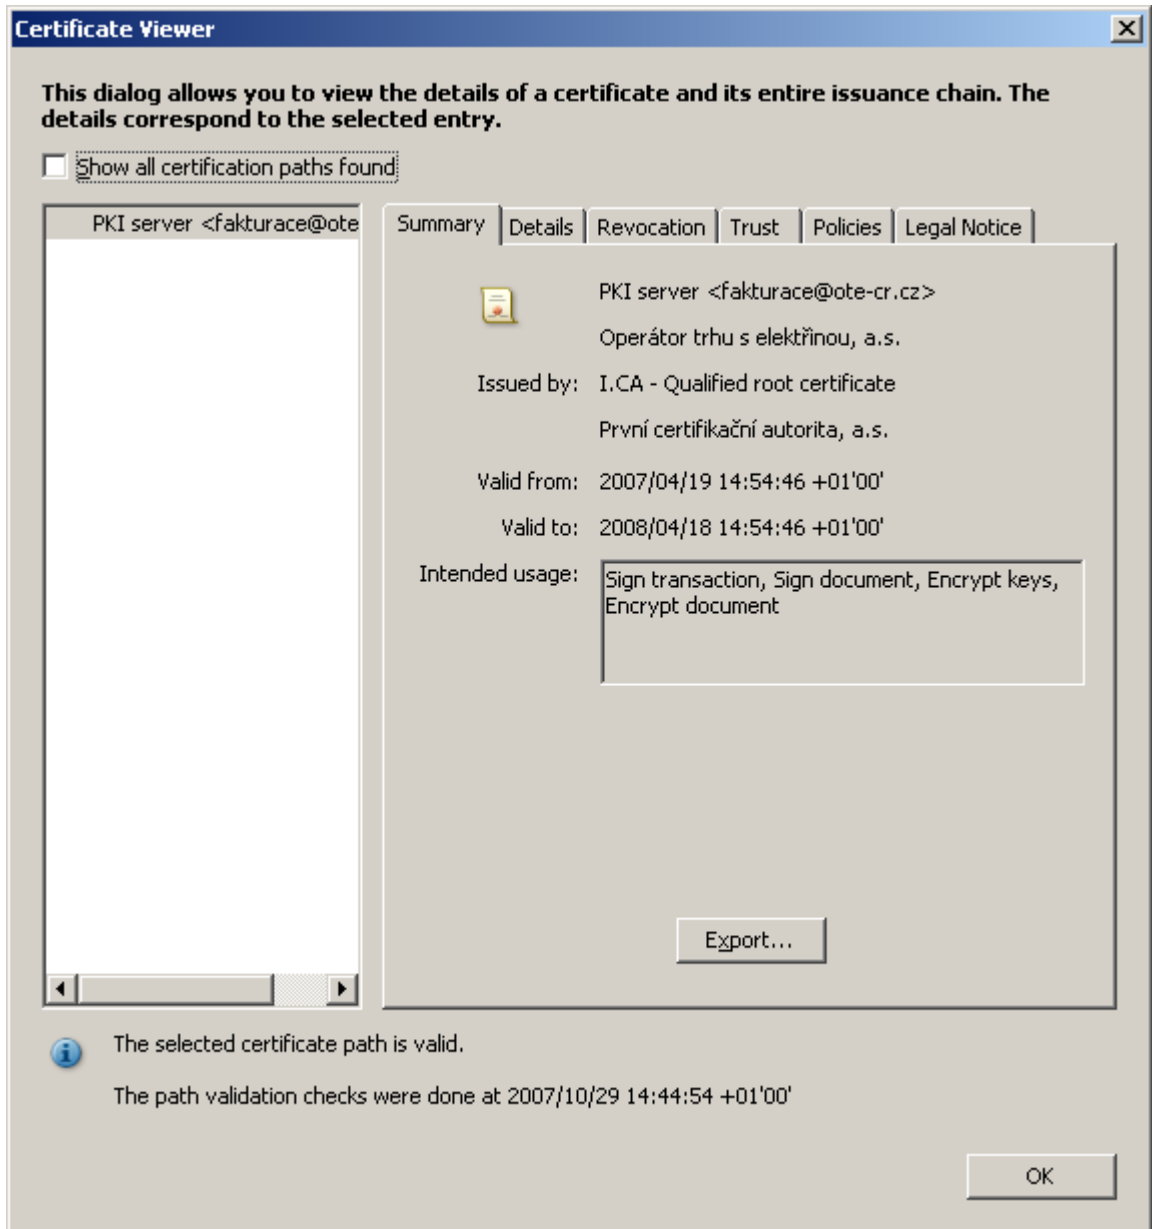 Certificate Viewer
This dialog allows you to view the details of a certificate and its entire issuance chain. The
details correspond to the selected entry.
Show all certification paths found
PKI server <fakturace@ote
Summary Details Revocation Trust Policies Legal Notice
PKI server <fakturace@ote-cr.cz>
Operátor trhu s elektřinou, a.s.
Issued by: I.CA - Qualified root certificate
První certifikační autorita, a.s.
Valid from: 2007/04/19 14:54:46 +01'00'
Valid to: 2008/04/18 14:54:46 +01'00'
Intended usage: Sign transaction, Sign document, Encrypt keys,
Encrypt document
Export...
The selected certificate path is valid.
The path validation checks were done at 2007/10/29 14:44:54 +01'00'
OK